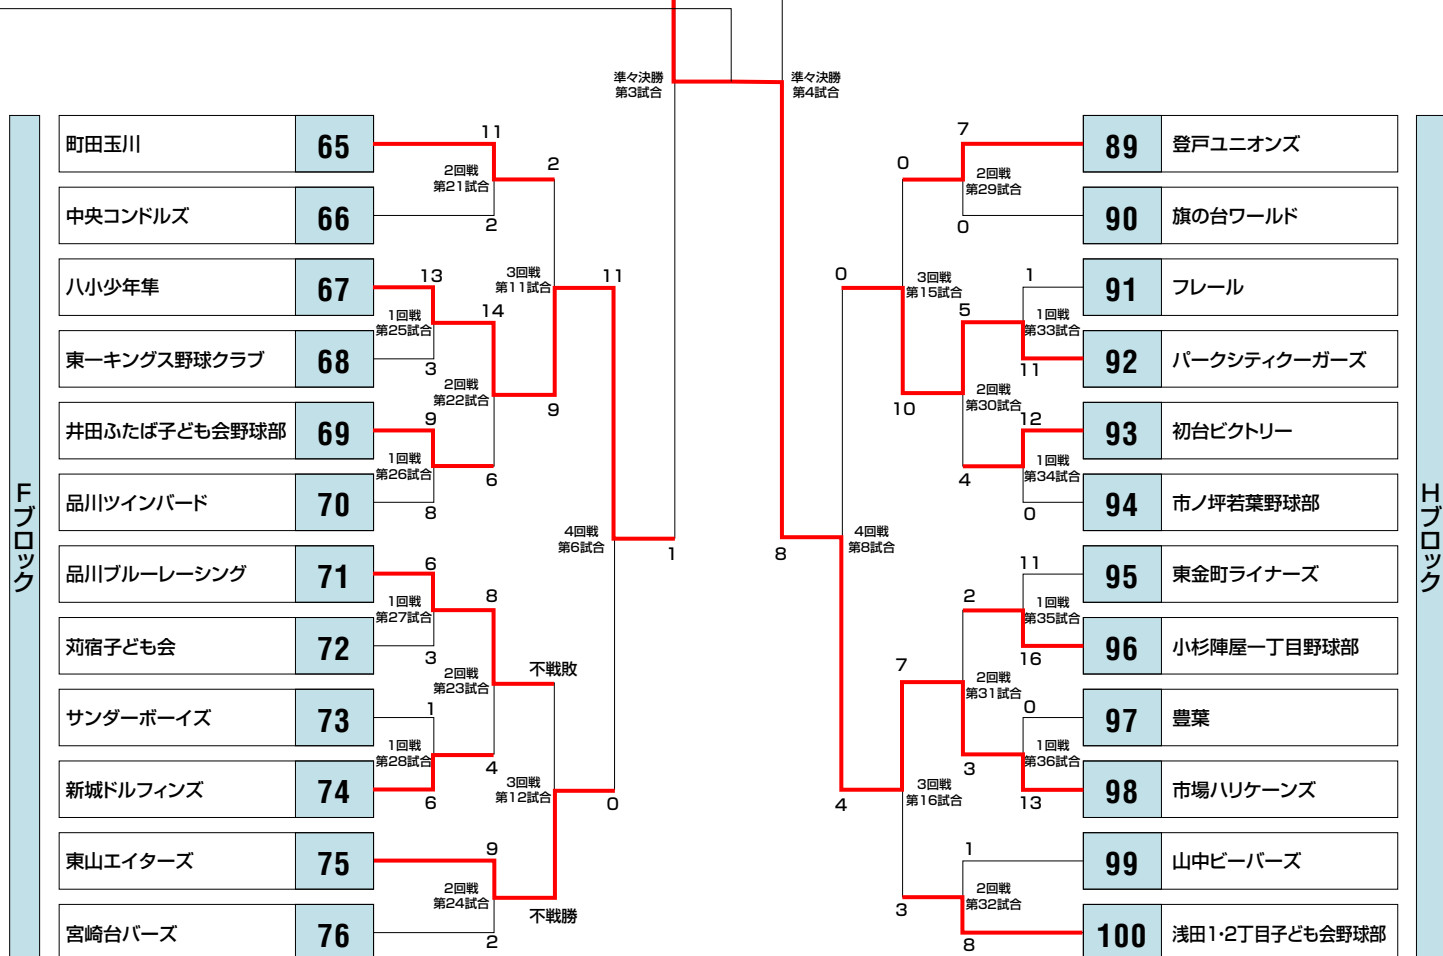 準々決勝
第3試合
準々決勝
第4試合
Fブロック
町田玉川 65
中央コンドルズ 66
八小少年隼 67
東一キングス野球クラブ 68
井田ふたば子ども会野球部 69
品川ツインバード 70
品川ブルーレーシング 71
苅宿子ども会 72
サンダーボーイズ 73
新城ドルフィンズ 74
東山エイターズ 75
宮崎台バーズ 76
11
2回戦
第21試合
2
2
13
1回戦
第25試合
3
14
2回戦
第22試合
9
1回戦
第26試合
8
6
3回戦
第11試合
9
11
6
1回戦
第27試合
3
8
2回戦
第23試合
1
1回戦
第28試合
6
4
不戦敗
3回戦
第12試合
不戦勝
9
2回戦
第24試合
2
0
4回戦
第6試合
1
8
4回戦
第8試合
0
0
7
2回戦
第29試合
0
3回戦
第15試合
10
5
1
1回戦
第33試合
11
2回戦
第30試合
12
1回戦
第34試合
0
4
11
1回戦
第35試合
16
2
2回戦
第31試合
0
1回戦
第36試合
13
3
7
3回戦
第16試合
4
3
1
2回戦
第32試合
8
89 登戸ユニオンズ
90 旗の台ワールド
91 フレール
92 パークシティクーガーズ
93 初台ビクトリー
94 市ノ坪若葉野球部
95 東金町ライナーズ
96 小杉陣屋一丁目野球部
97 豊葉
98 市場ハリケーンズ
99 山中ビーバーズ
100 浅田1・2丁目子ども会野球部
Hブロック